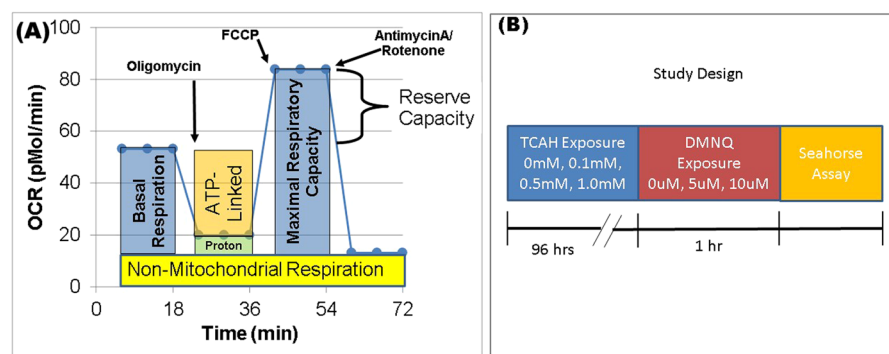 (A)
OCR (pMol/min)
100
80
60
40
20
0
Oligomycin
FCCP
AntimycinA/
Rotenone
Reserve
Capacity
Basal
Respiration
ATP-
Linked
Proton
Maximal Respiratory
Capacity
Non-Mitochondrial Respiration
0
18
36
54
72
Time (min)
(B)
Study Design
TCAH Exposure
0mM, 0.1mM,
0.5mM, 1.0mM
DMNQ
Exposure
0uM, 5uM, 10uM
Seahorse
Assay
96 hrs
1 hr